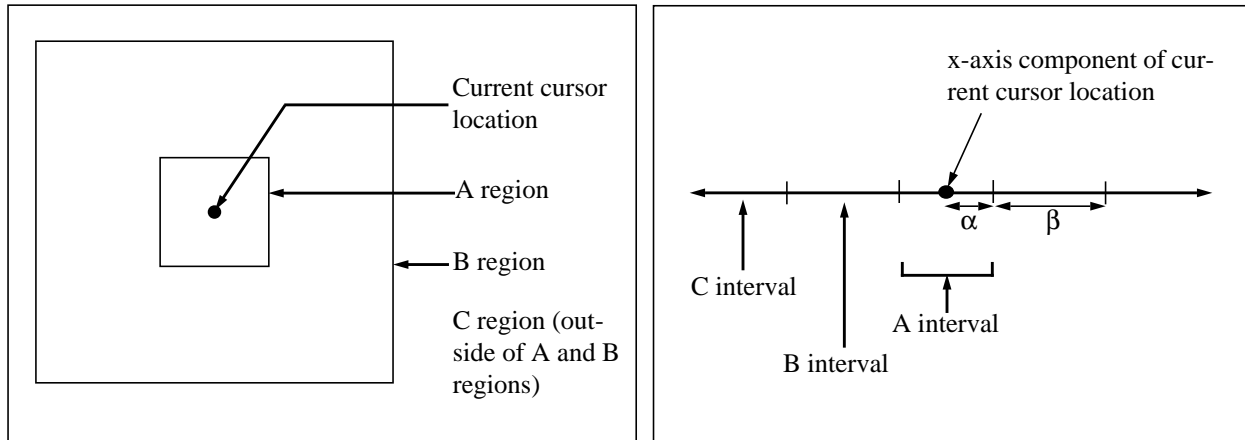 Current cursor
location
A region
B region
C region (out-
side of A and B
regions)
x-axis component of cur-
rent cursor location
α
β
C interval
A interval
B interval